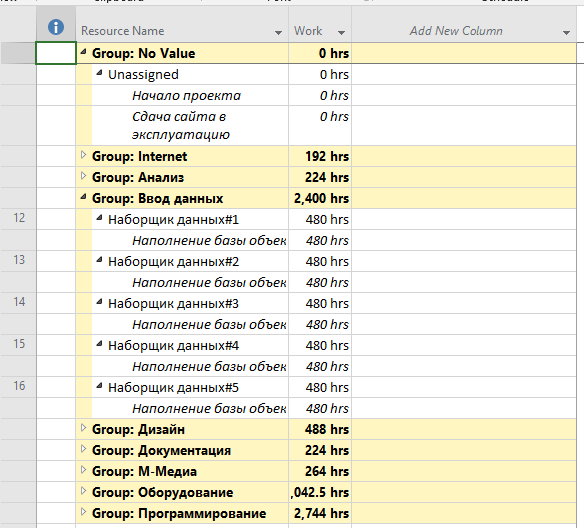 Resource Name Work Add New Column
Group: No Value 0 hrs
Unassigned 0 hrs
Начало проекта 0 hrs
Сдача сайта в 0 hrs
эксплуатацию
Group: Internet 192 hrs
Group: Анализ 224 hrs
Group: Ввод данных 2,400 hrs
12 Наборщик данных#1 480 hrs
Наполнение базы объек 480 hrs
13 Наборщик данных#2 480 hrs
Наполнение базы объек 480 hrs
14 Наборщик данных#3 480 hrs
Наполнение базы объек 480 hrs
15 Наборщик данных#4 480 hrs
Наполнение базы объек 480 hrs
16 Наборщик данных#5 480 hrs
Наполнение базы объек 480 hrs
Group: Дизайн 488 hrs
Group: Документация 224 hrs
Group: М-Медиа 264 hrs
Group: Оборудование ,042.5 hrs
Group: Программирование 2,744 hrs